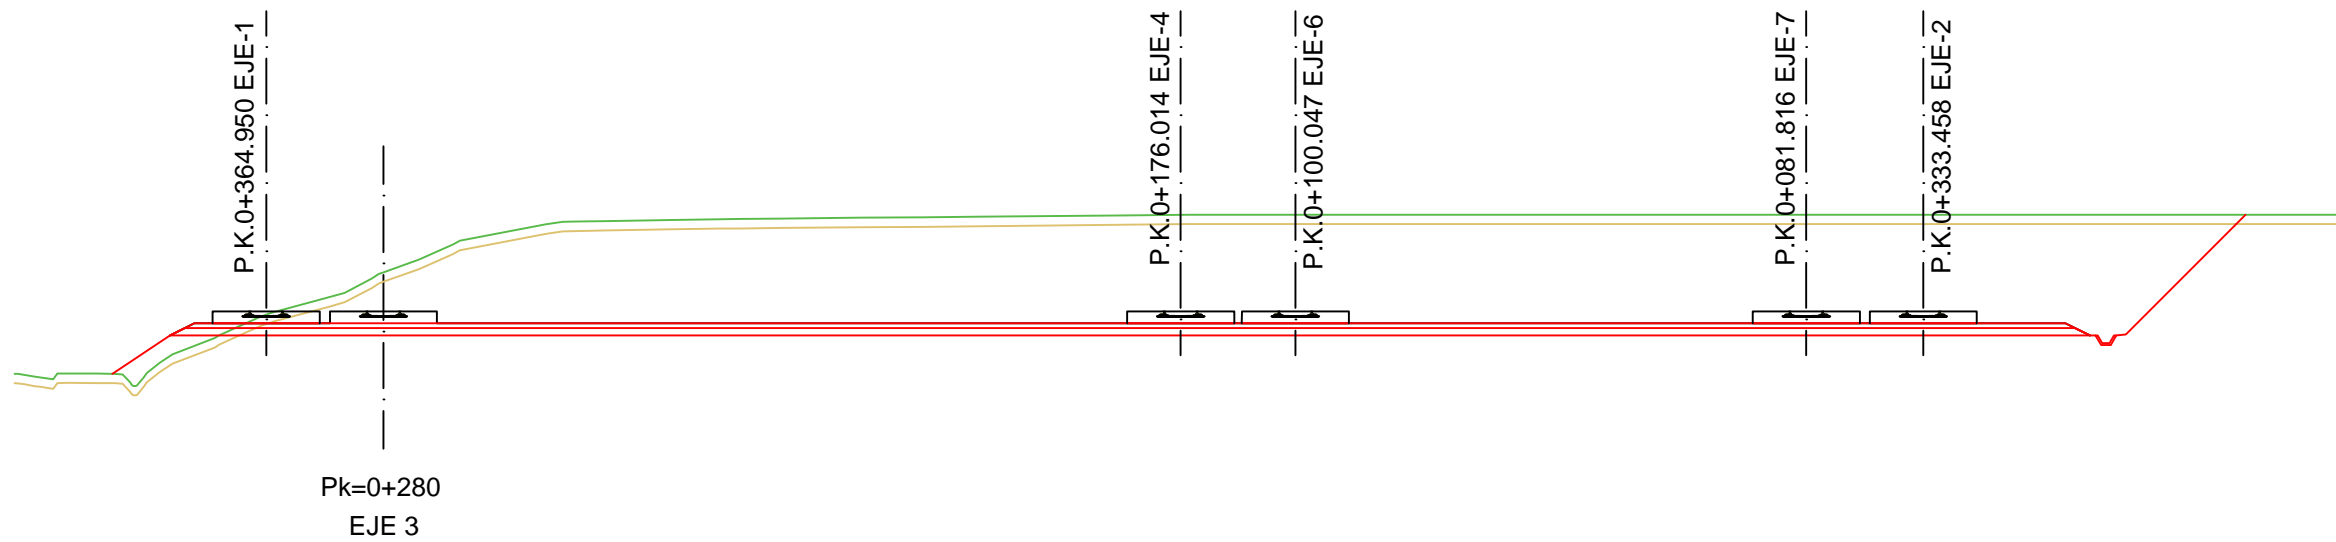 P.K.0+364.950 EJE-1
P.K.0+176.014 EJE-4
P.K.0+100.047 EJE-6
P.K.0+081.816 EJE-7
P.K.0+333.458 EJE-2
Pk=0+280
EJE 3